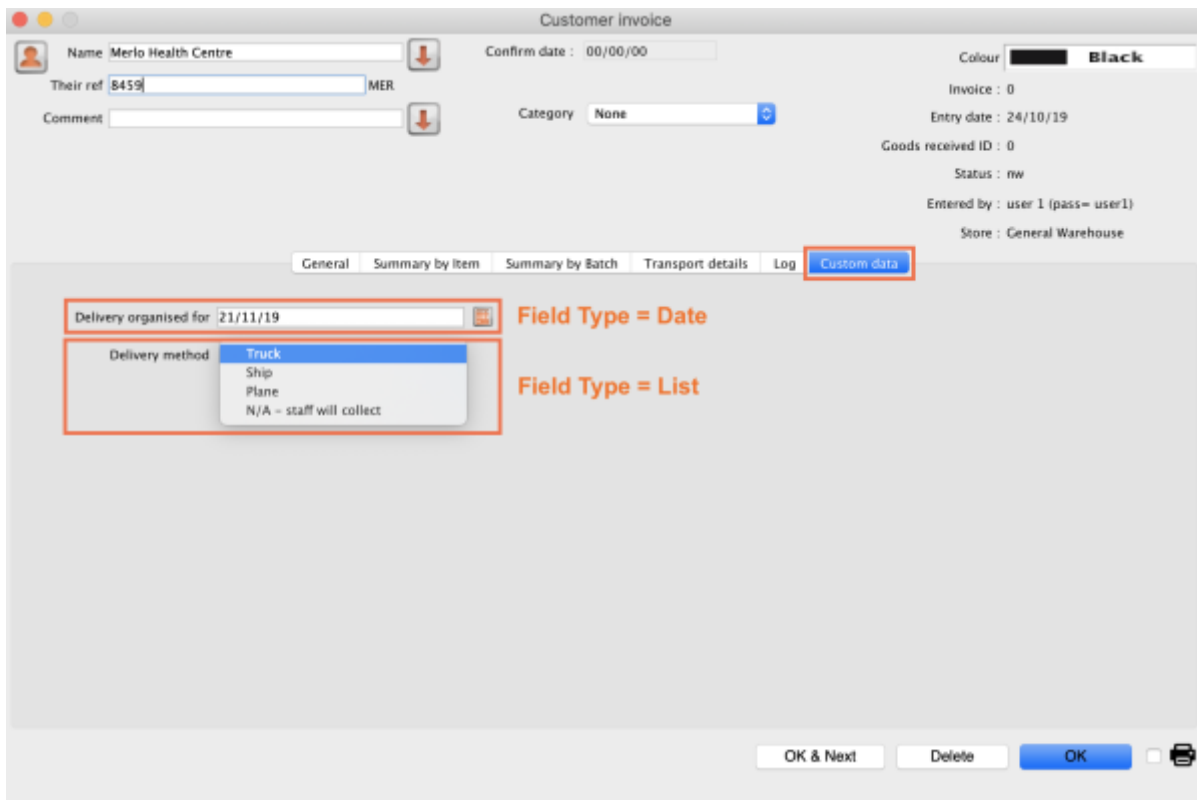 Customer invoice
Name Merlo Health Centre
Confirm date : 00/00/00
Colour Black
Their ref 8459 MER
Invoice : 0
Comment
Category None
Entry date : 24/10/19
Goods received ID : 0
Status : nw
Entered by : user 1 (pass= user1)
Store : General Warehouse
General Summary by Item Summary by Batch Transport details Log Custom data
Delivery organised for 21/11/19 Field Type = Date
Delivery method Truck
Ship
Plane
N/A - staff will collect
Field Type = List
OK & Next Delete OK